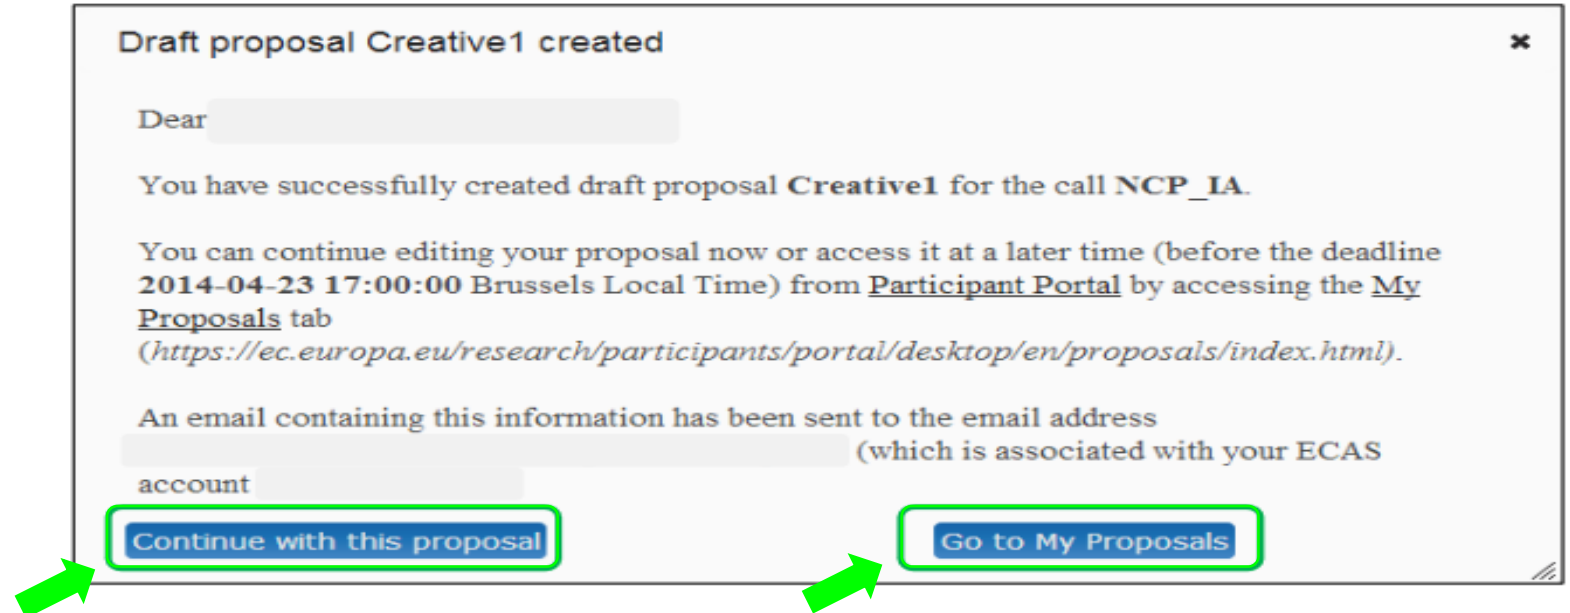 Draft proposal Creative1 created
Dear
You have successfully created draft proposal Creative1 for the call NCP_IA.
You can continue editing your proposal now or access it at a later time (before the deadline
2014-04-23 17:00:00 Brussels Local Time) from Participant Portal by accessing the My
Proposals tab
(https://ec.europa.eu/research/participants/portal/desktop/en/proposals/index.html).
An email containing this information has been sent to the email address
(which is associated with your ECAS
account
Continue with this proposal
Go to My Proposals